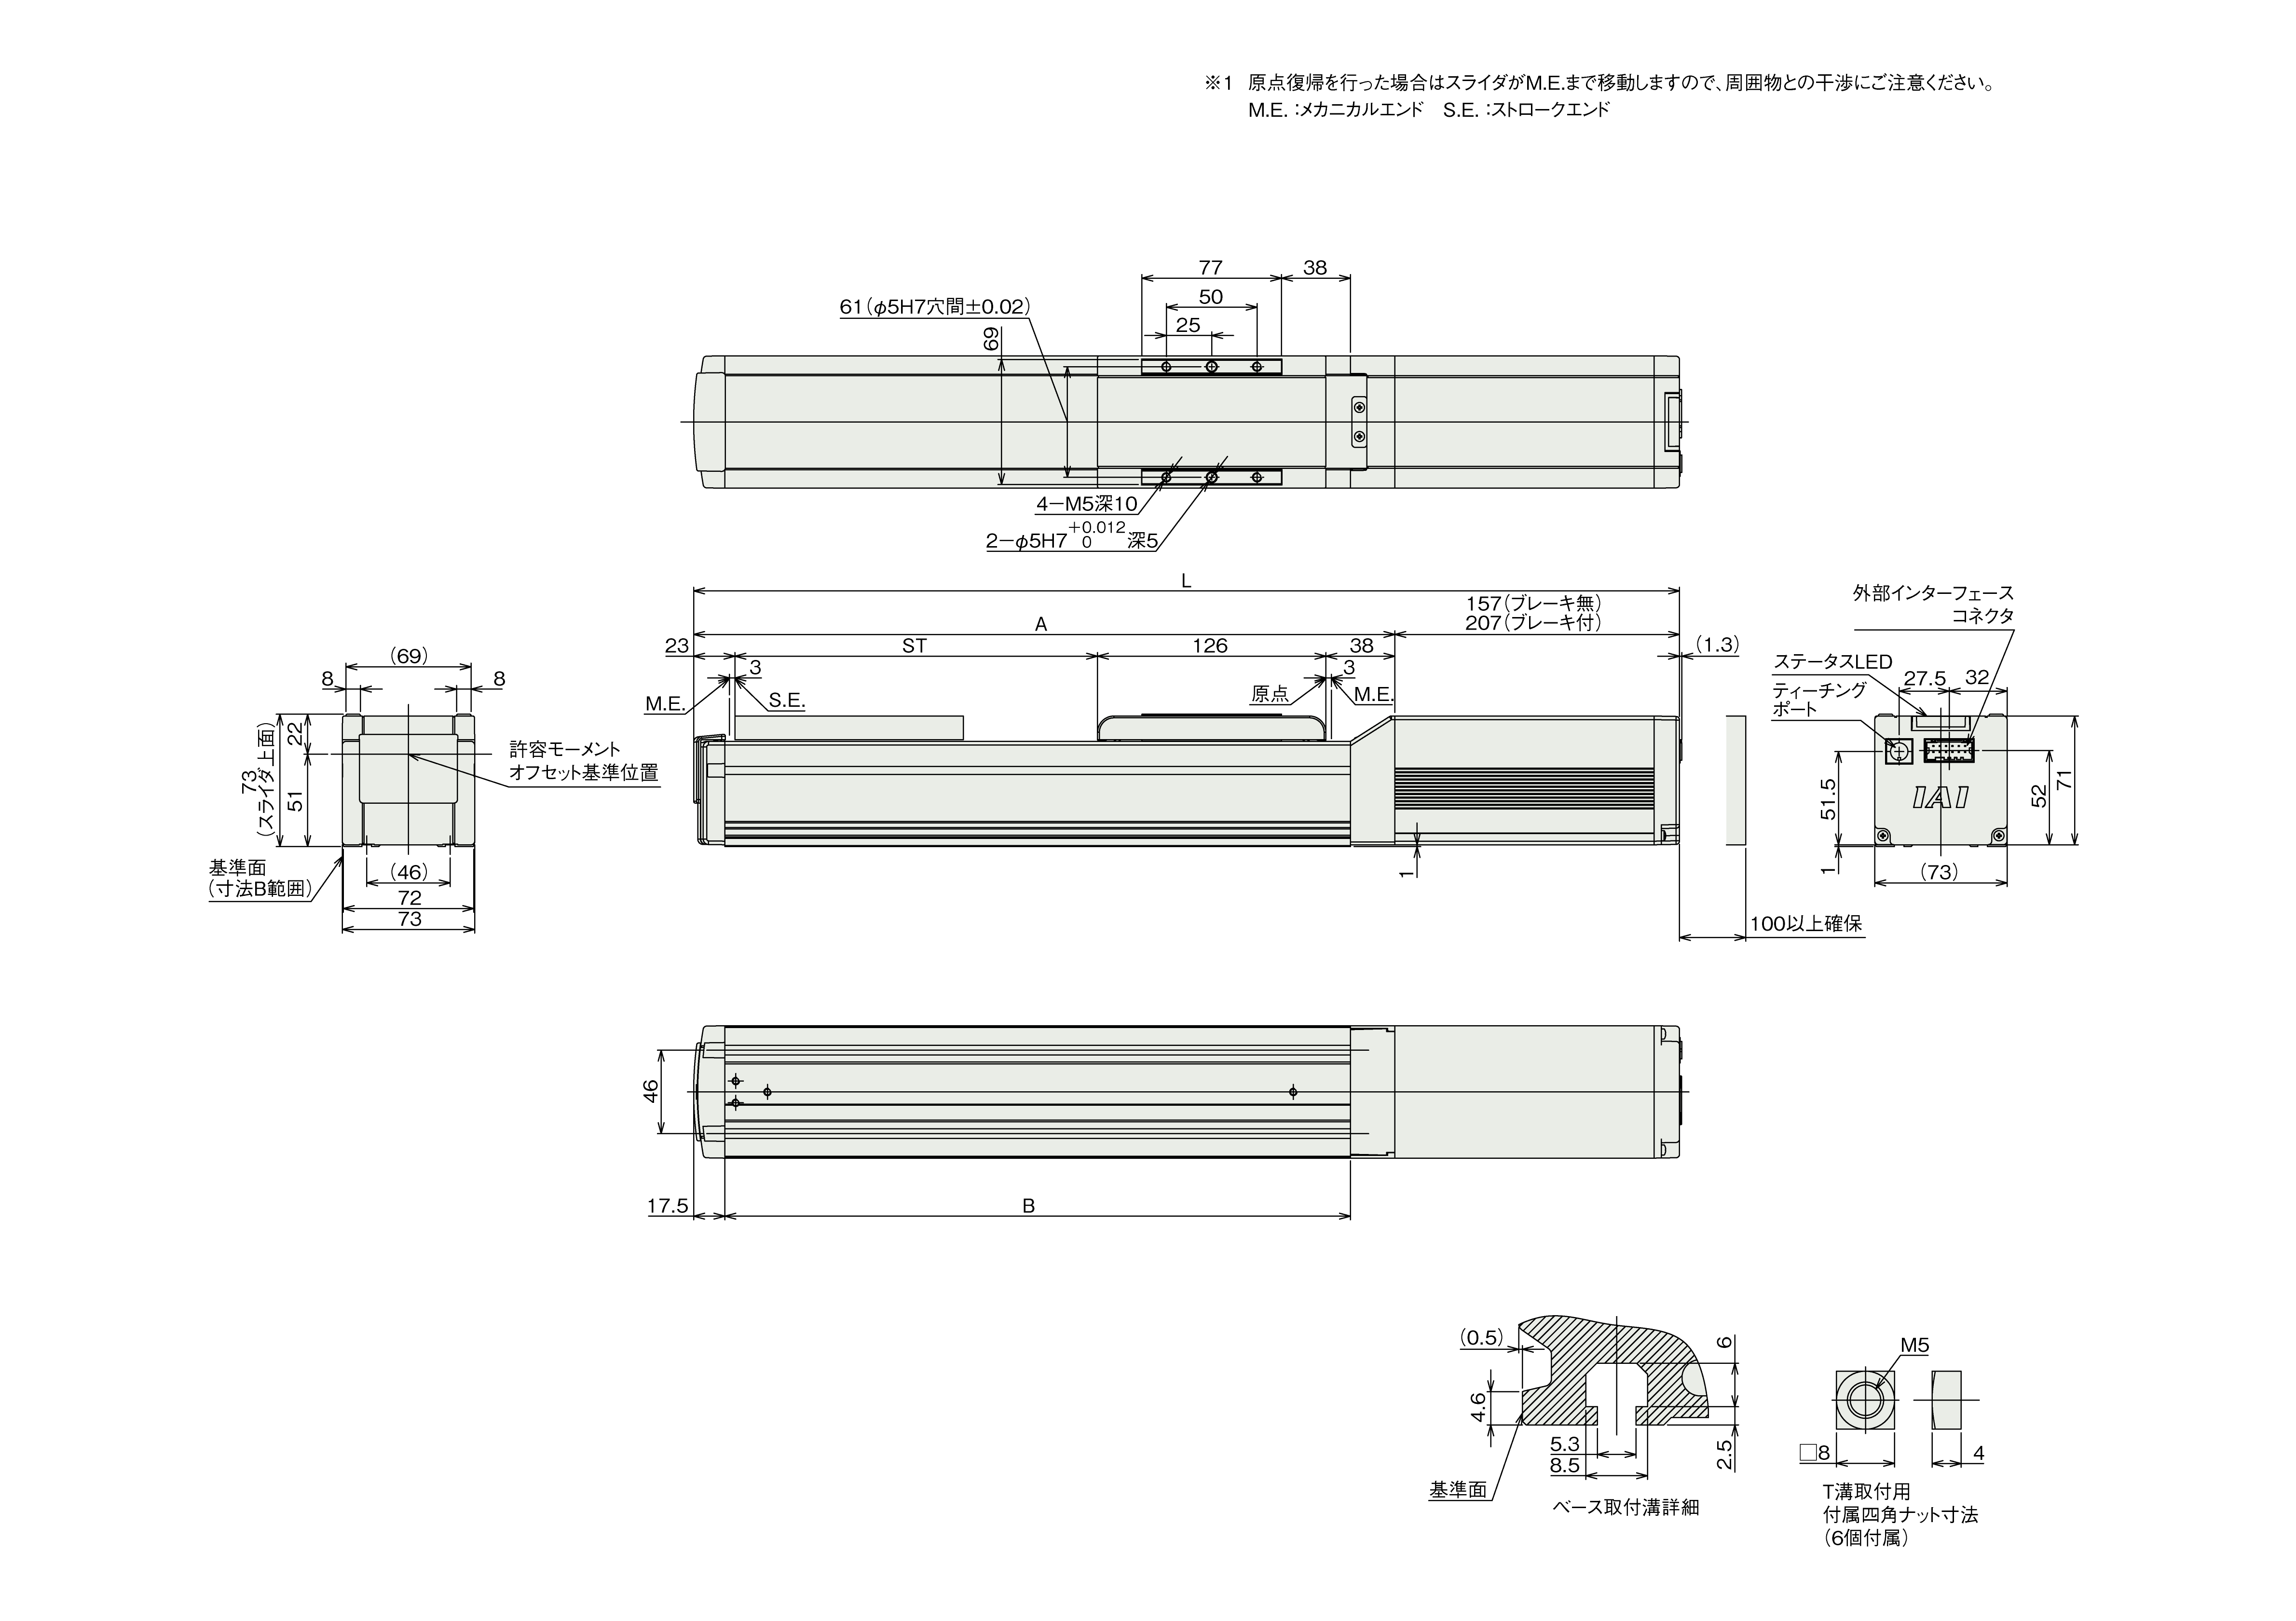 ※1 原点復帰を行った場合はスライダがM.E.まで移動しますので、周囲物との干渉にご注意ください。
M.E.：メカニカルエンド S.E.：ストロークエンド
77
38
50
25
61（φ5H7穴間±0.02）
69
4－M5深10
2－φ5H7 +0.012 0 深5
L
157（ブレーキ無）
207（ブレーキ付）
A
23
ST
126
38
(1.3)
3
3
M.E.
S.E.
原点
M.E.
1
100以上確保
(69)
8
8
22
51
73
（スライダ上面）
許容モーメント
オフセット基準位置
基準面
（寸法B範囲）
(46)
72
73
外部インターフェース
コネクタ
ステータスLED
ティーチング
ポート
27.5
32
IAI
51.5
1
52
71
(73)
46
17.5
B
(0.5)
6
4.6
2.5
5.3
8.5
基準面
ベース取付溝詳細
M5
□8
4
T溝取付用
付属四角ナット寸法
（6個付属）